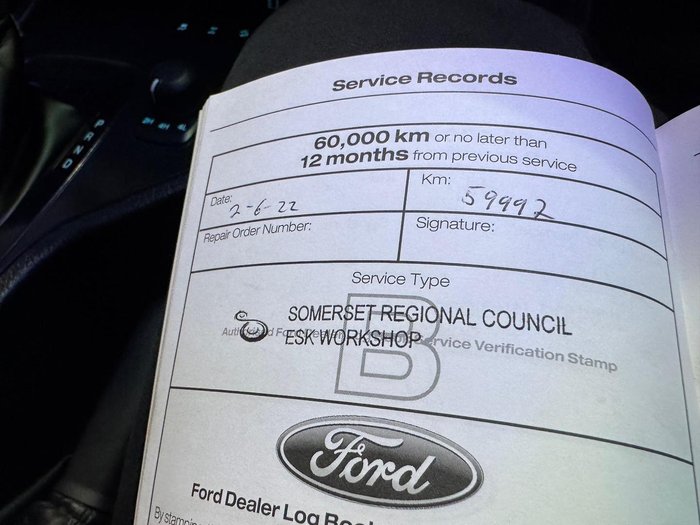 Service Records
60,000 km or no later than
12 months from previous service
Date: 2-6-22
Km: 59992
Repair Order Number:
Signature:
Service Type
B
SOMERSET REGIONAL COUNCIL
ESK WORKSHOP
Service Verification Stamp
Ford
Ford Dealer Log
By stamping
P
R
N
D